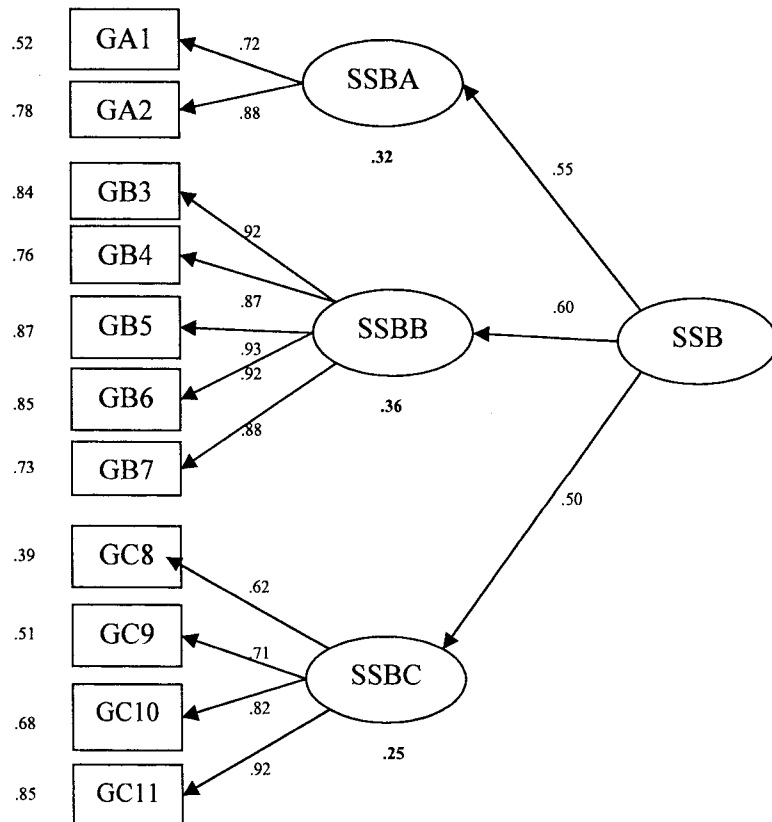 .52 GA1 .72
SSBA
.78 GA2 .88
.32
.55
.84 GB3
.92
.76 GB4
.87
.87 GB5 SSBB .60 SSB
.93
.92
.85 GB6
.36
.88
.73 GB7
.50
.39 GC8
.62
.51 GC9
.71
SSBC
.82
.68 GC10
.25
.92
.85 GC11